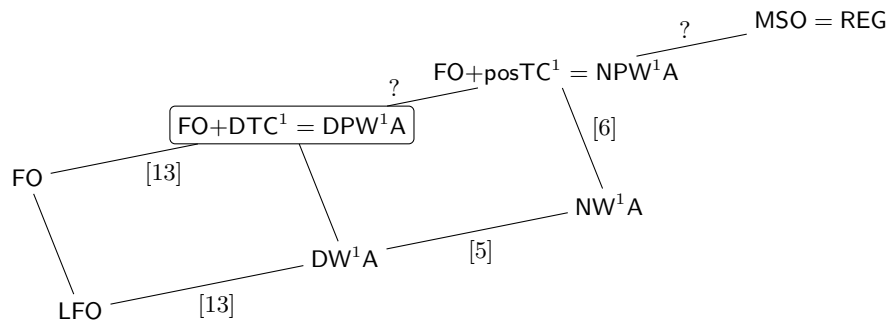 MSO = REG
?
FO+posTC¹ = NPW¹A
?
FO+DTC¹ = DPW¹A
[6]
[13]
FO
NW¹A
[5]
DW¹A
[13]
LFO